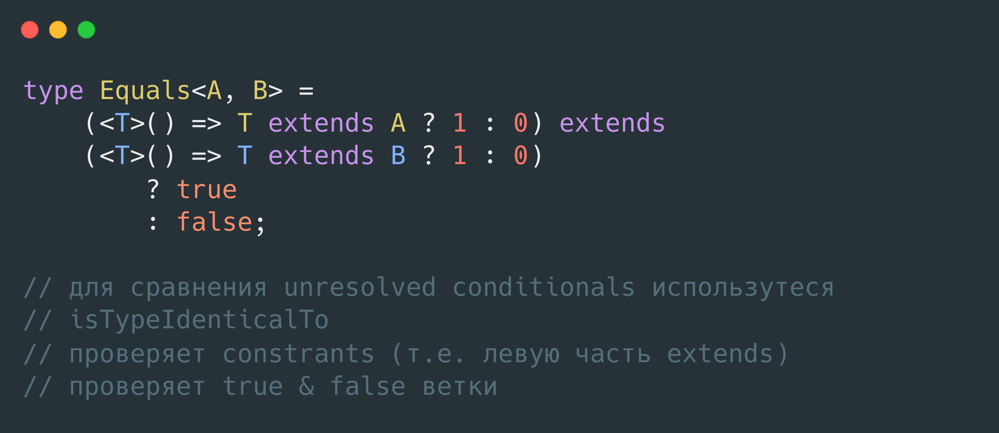 type Equals<A, B> =
    (<T>() => T extends A ? 1 : 0) extends
    (<T>() => T extends B ? 1 : 0)
        ? true
        : false;
// для сравнения unresolved conditionals использутеся
// isTypeIdenticalTo
// проверяет constrants (т.е. левую часть extends)
// проверяет true & false ветки